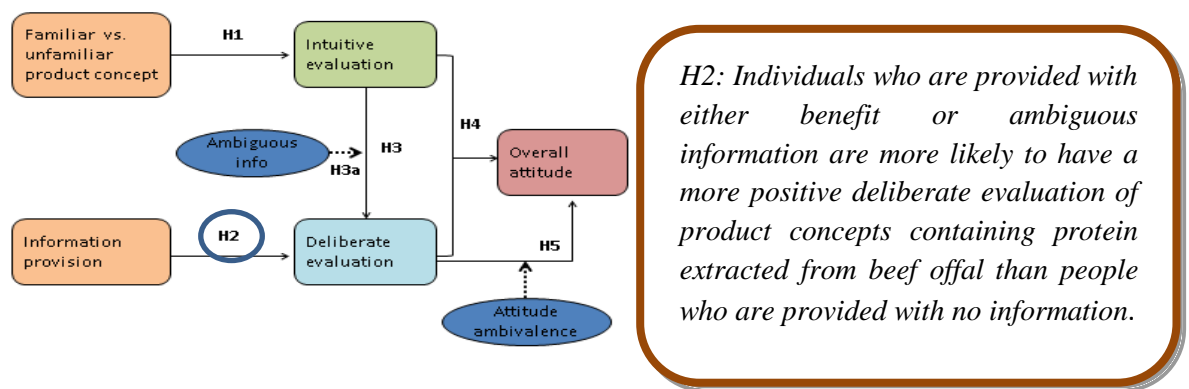 Familiar vs.
unfamiliar
product concept
H1
Intuitive
evaluation
Ambiguous
info
H3a
H3
H4
Overall
attitude
Information
provision
H2
Deliberate
evaluation
H5
Attitude
ambivalence
H2: Individuals who are provided with
either benefit or ambiguous
information are more likely to have a
more positive deliberate evaluation of
product concepts containing protein
extracted from beef offal than people
who are provided with no information.